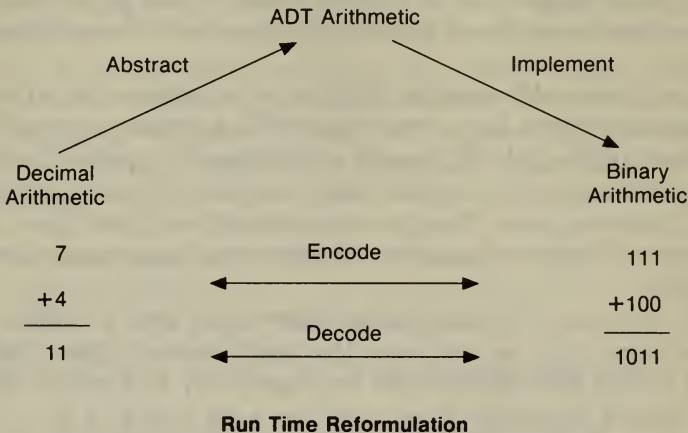 ADT Arithmetic
Abstract
Implement
Decimal
Arithmetic
Binary
Arithmetic
7
+4
11
Encode
Decode
111
+100
1011
Run Time Reformulation